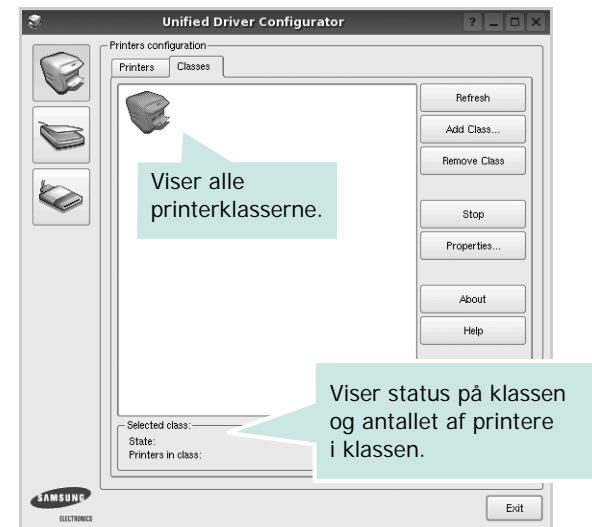 Unified Driver Configurator
Printers configuration
Printers Classes
Refresh
Add Class...
Remove Class
Viser alle
printerklasserne.
Stop
Properties...
About
Help
Viser status på klassen
og antallet af printere
i klassen.
Selected class:
State:
Printers in class:
SAMSUNG
ELECTRONICS
Exit